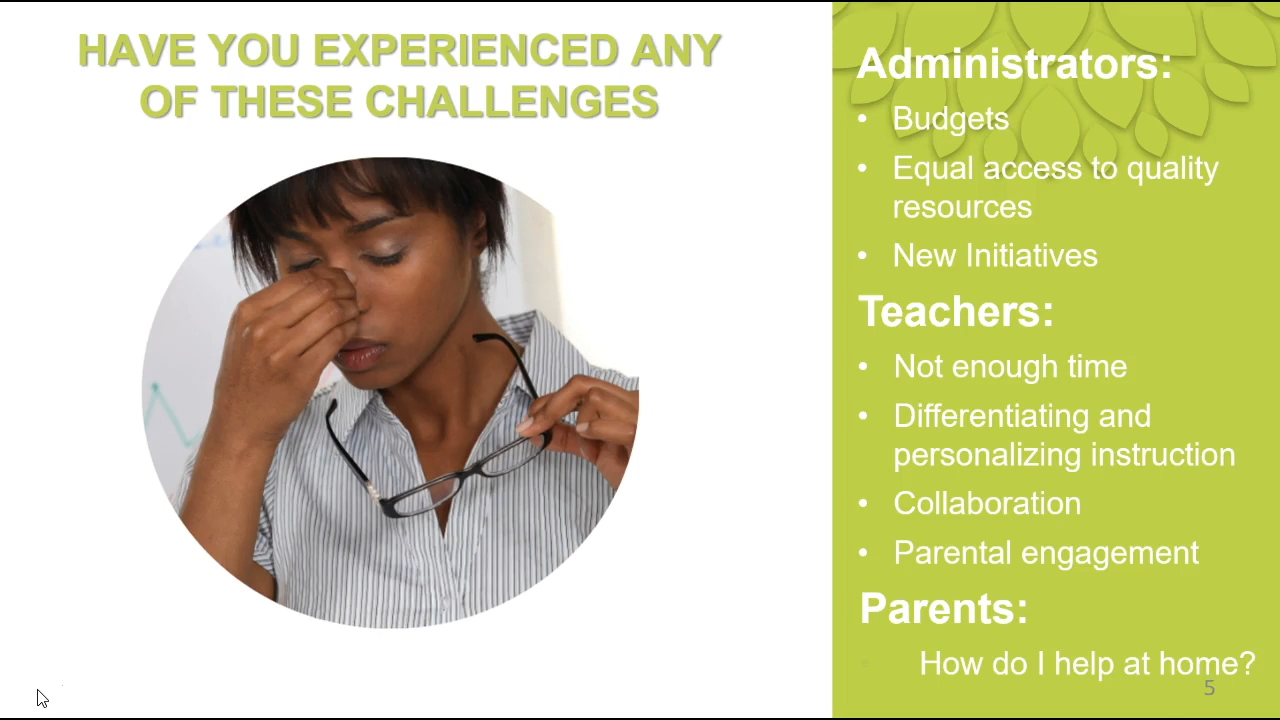 HAVE YOU EXPERIENCED ANY
OF THESE CHALLENGES
Administrators:
• Budgets
• Equal access to quality
resources
• New Initiatives
Teachers:
• Not enough time
• Differentiating and
personalizing instruction
• Collaboration
• Parental engagement
Parents:
How do I help at home?
5